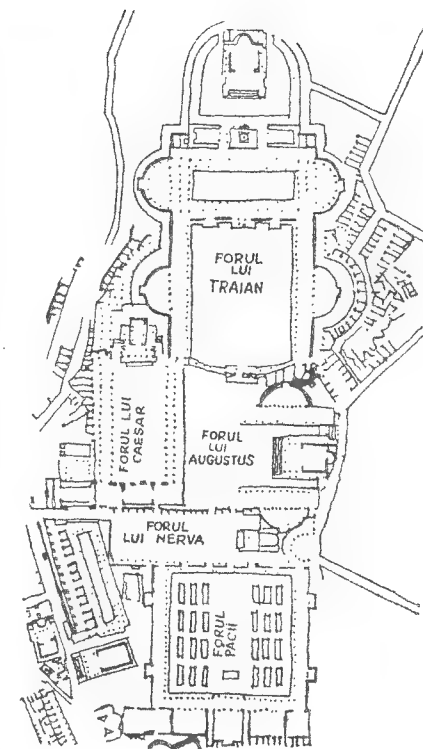 FORUL
LUI
TRAIAN
FORUL LUI
CAESAR
FORUL
LUI
AUGUSTUS
FORUL
LUI NERVA
FORUL
PACII